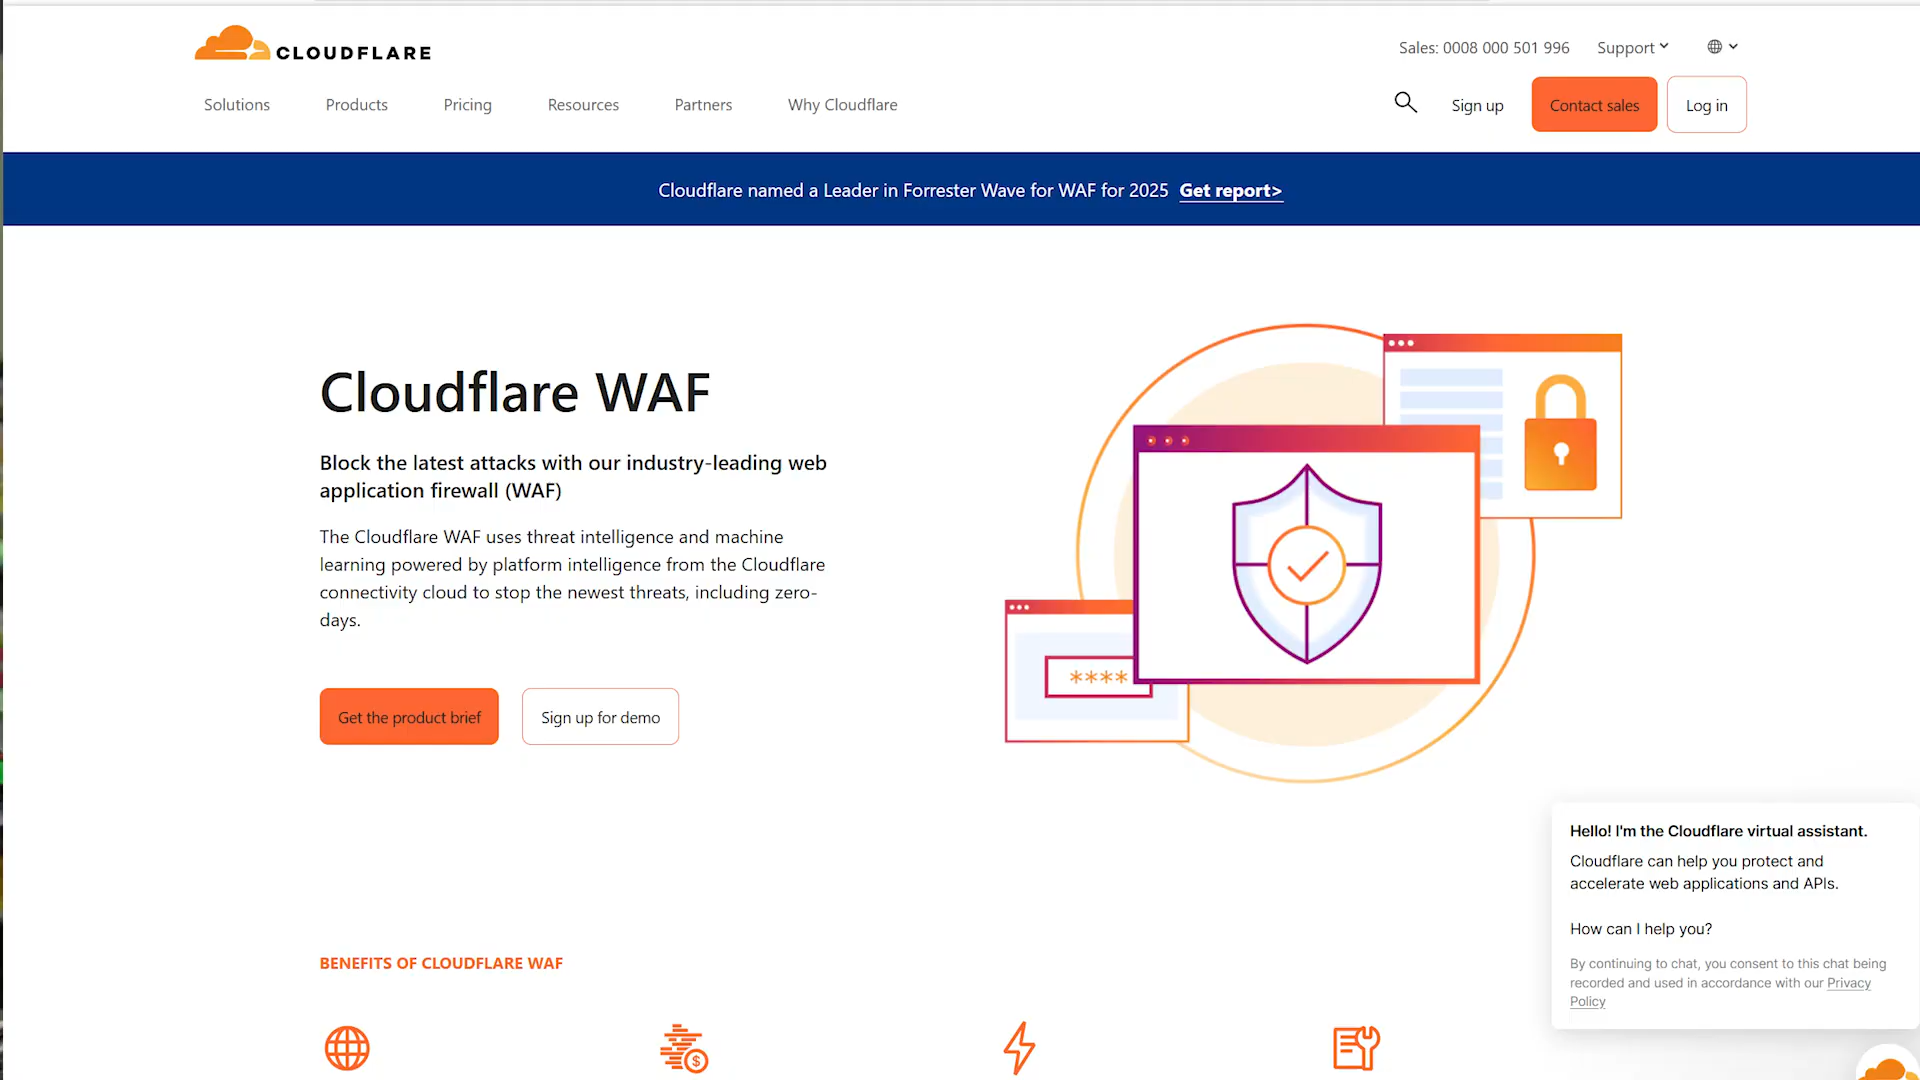 CLOUDFLARE
Sales: 0008 000 501 996 Support
Solutions Products Pricing Resources Partners Why Cloudflare Sign up Contact sales Log in
Cloudflare named a Leader in Forrester Wave for WAF for 2025 Get report>
Cloudflare WAF
Block the latest attacks with our industry-leading web
application firewall (WAF)
The Cloudflare WAF uses threat intelligence and machine
learning powered by platform intelligence from the Cloudflare
connectivity cloud to stop the newest threats, including zero-
days.
****
Get the product brief Sign up for demo
Hello! I'm the Cloudflare virtual assistant.
Cloudflare can help you protect and
accelerate web applications and APIs.
How can I help you?
By continuing to chat, you consent to this chat being
recorded and used in accordance with our Privacy
Policy
BENEFITS OF CLOUDFLARE WAF